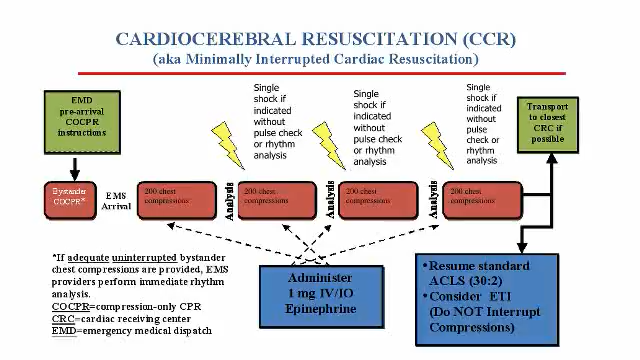 CARDIOCEREBRAL RESUSCITATION (CCR)
(aka Minimally Interrupted Cardiac Resuscitation)
EMD
pre-arrival
COCPR
instructions
Single
shock if
indicated
without
pulse check
or rhythm
analysis
Single
shock if
indicated
without
pulse check
or rhythm
analysis
Single
shock if
indicated
without
pulse check
or rhythm
analysis
Transport
to closest
CRC if
possible
Bystander
COCPR*
EMS
Arrival
200 chest
compressions
Analysis
200 chest
compressions
Analysis
200 chest
compressions
Analysis
200 chest
compressions
*If adequate uninterrupted bystander
chest compressions are provided, EMS
providers perform immediate rhythm
analysis.
COCPR=compression-only CPR
CRC=cardiac receiving center
EMD=emergency medical dispatch
Administer
1 mg IV/IO
Epinephrine
•Resume standard
ACLS (30:2)
•Consider ETI
(Do NOT Interrupt
Compressions)